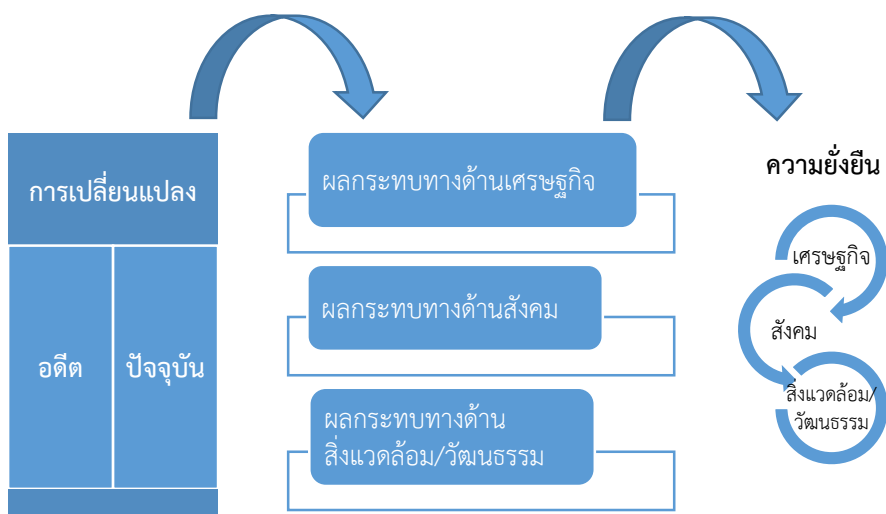 การเปลี่ยนแปลง
อดีต
ปัจจุบัน
ผลกระทบทางด้านเศรษฐกิจ
ผลกระทบทางด้านสังคม
ผลกระทบทางด้าน
สิ่งแวดล้อม/วัฒนธรรม
ความยั่งยืน
เศรษฐกิจ
สังคม
สิ่งแวดล้อม/
วัฒนธรรม